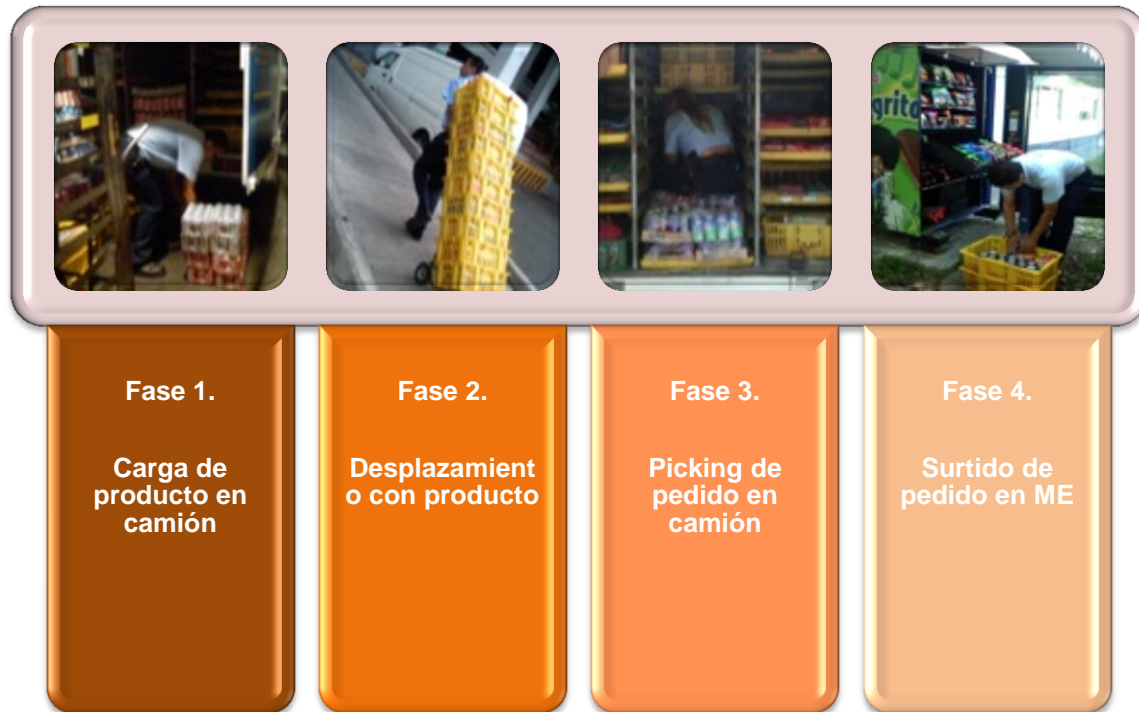 grito
Fase 1.
Carga de
producto en
camión
Fase 2.
Desplazamient
o con producto
Fase 3.
Picking de
pedido en
camión
Fase 4.
Surtido de
pedido en ME